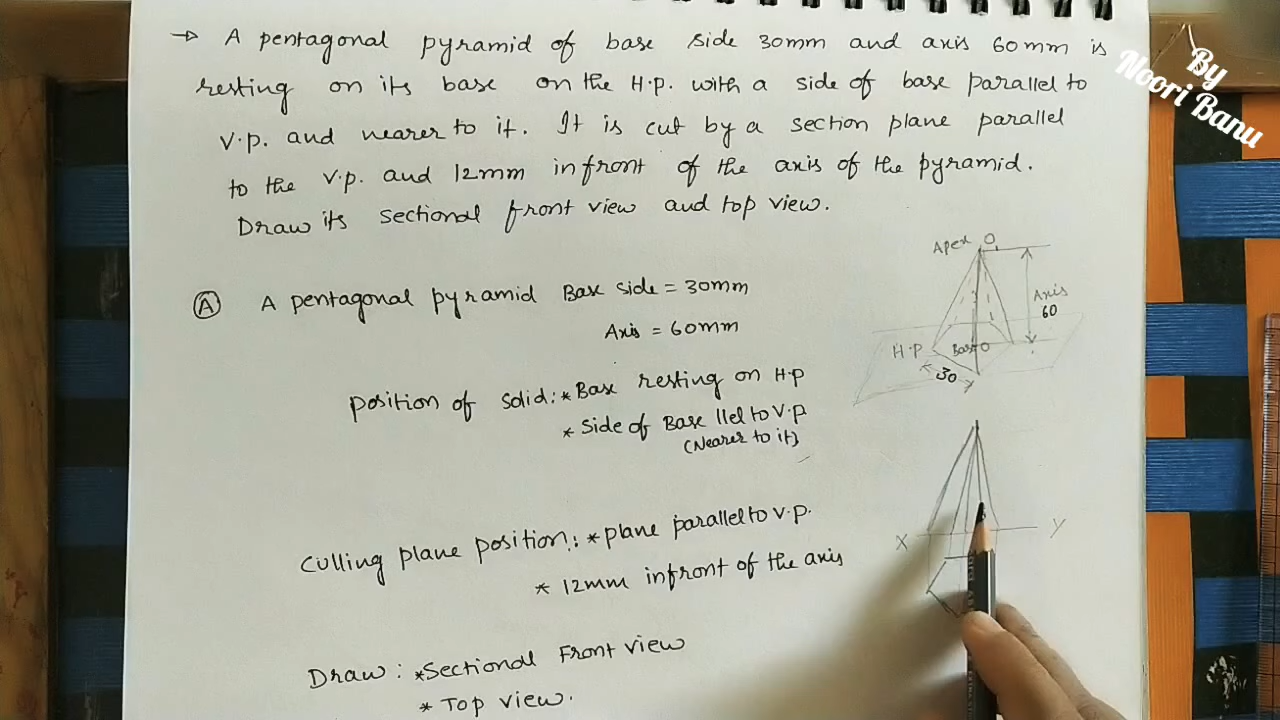 → A pentagonal pyramid of base side 30mm and axis 60mm is
resting on its base on the H.p. with a side of base parallel to
V.p. and nearer to it. It is cut by a section plane parallel
to the V.p. and 12mm infront of the axis of the pyramid.
Draw its sectional front view and top view.
By
Noori Banu
Apex O,
Axis
60
H.P
Base O
30
Ⓐ A pentagonal pyramid Base side = 30mm
Axis = 60mm
position of solid: * Base resting on H.p
* Side of Base llel to V.p
(Nearer to it)
X Y
Cutting plane position: * plane parallel to V.p.
* 12mm infront of the axis
Draw: * Sectional Front view
* Top view.